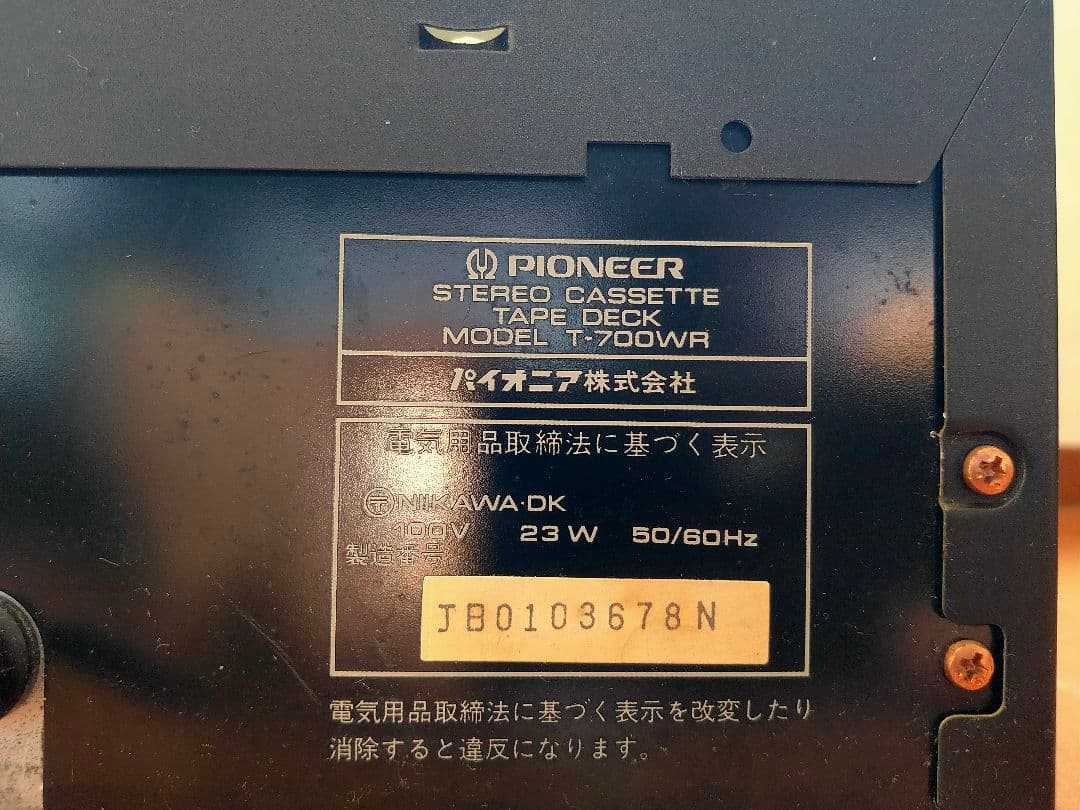 PIONEER
STEREO CASSETTE
TAPE DECK
MODEL T-700WR
パイオニア株式会社
電気用品取締法に基づく表示
〒NIIKAWA·DK
100V 23W 50/60Hz
製造番号
JB0103678N
電気用品取締法に基づく表示を改変したり
消除すると違反になります。